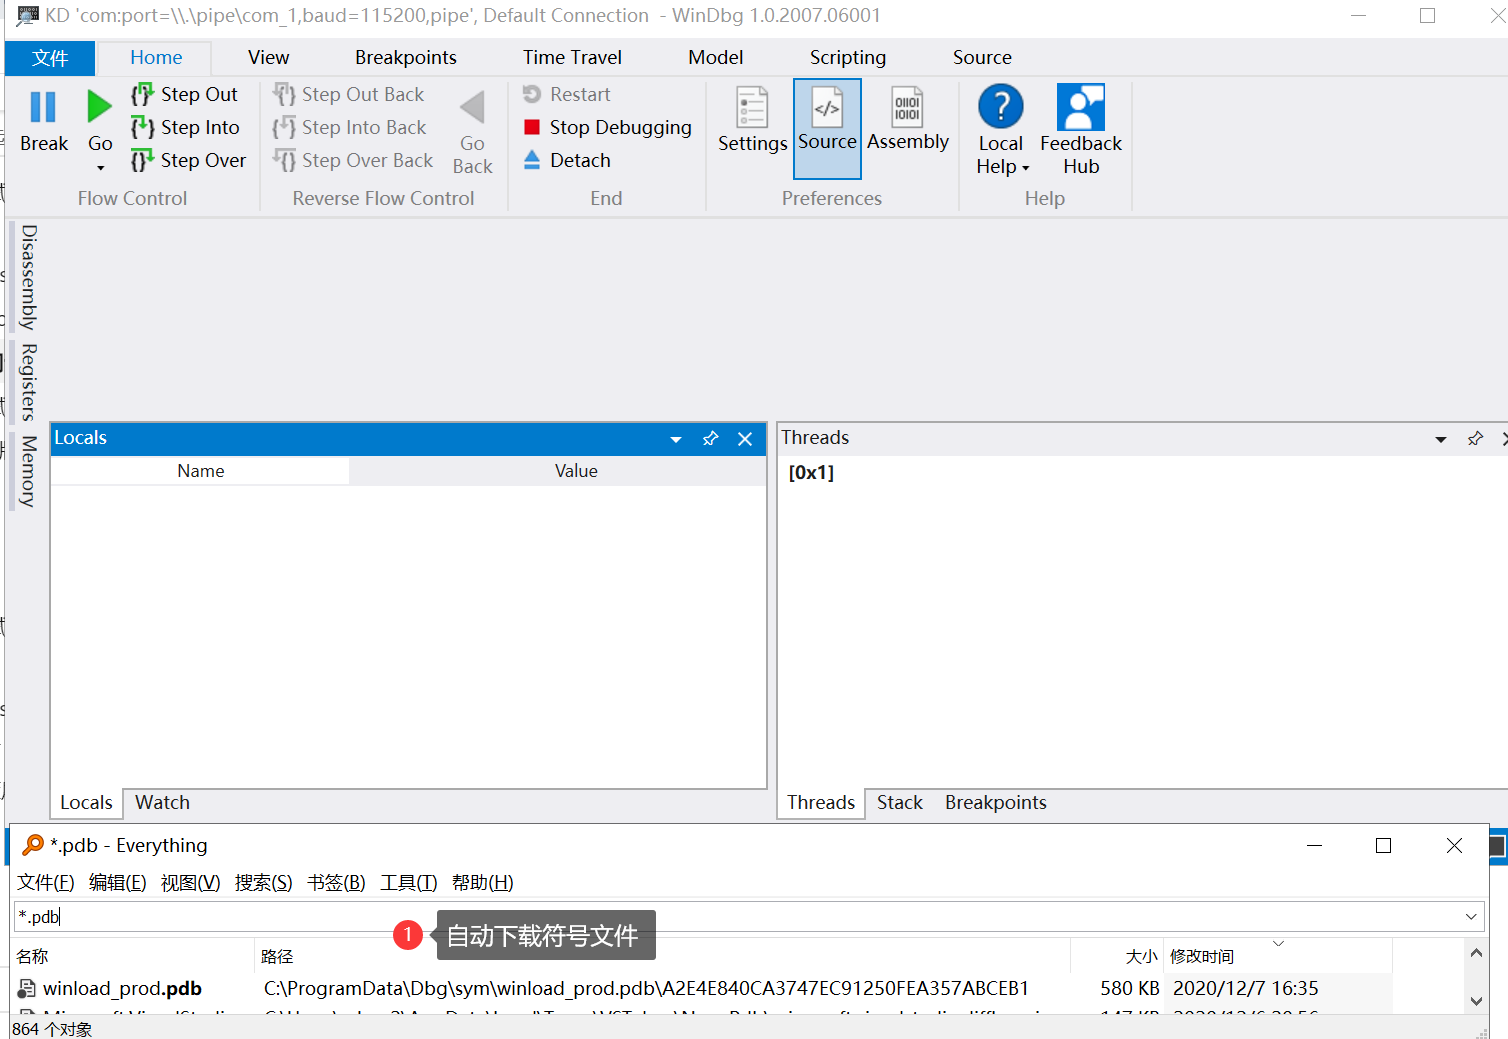 KD 'com:port=\\.\pipe\com_1,baud=115200,pipe', Default Connection - WinDbg 1.0.2007.06001
文件 Home View Breakpoints Time Travel Model Scripting Source
Break
Go
Step Out
Step Into
Step Over
Flow Control
Step Out Back
Step Into Back
Step Over Back
Go Back
Reverse Flow Control
Restart
Stop Debugging
Detach
End
Settings
Source
Assembly
Preferences
Local Help
Feedback Hub
Help
Disassembly
Registers
Memory
Locals
Name Value
Locals Watch
Threads
[0x1]
Threads Stack Breakpoints
*.pdb - Everything
文件(F) 编辑(E) 视图(V) 搜索(S) 书签(B) 工具(T) 帮助(H)
*.pdb
1 自动下载符号文件
名称 路径 大小 修改时间
winload_prod.pdb C:\ProgramData\Dbg\sym\winload_prod.pdb\A2E4E840CA3747EC91250FEA357ABCEB1 580 KB 2020/12/7 16:35
864 个对象